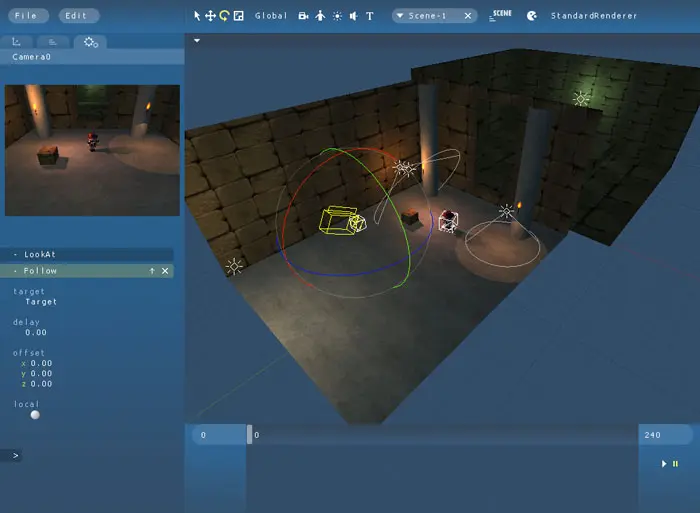 File Edit Global T Scene-1 SCENE StandardRenderer
Camera0
- LookAt
- Follow
target
Target
delay
0.00
offset
x 0.00
y 0.00
z 0.00
local
>
0 0 240